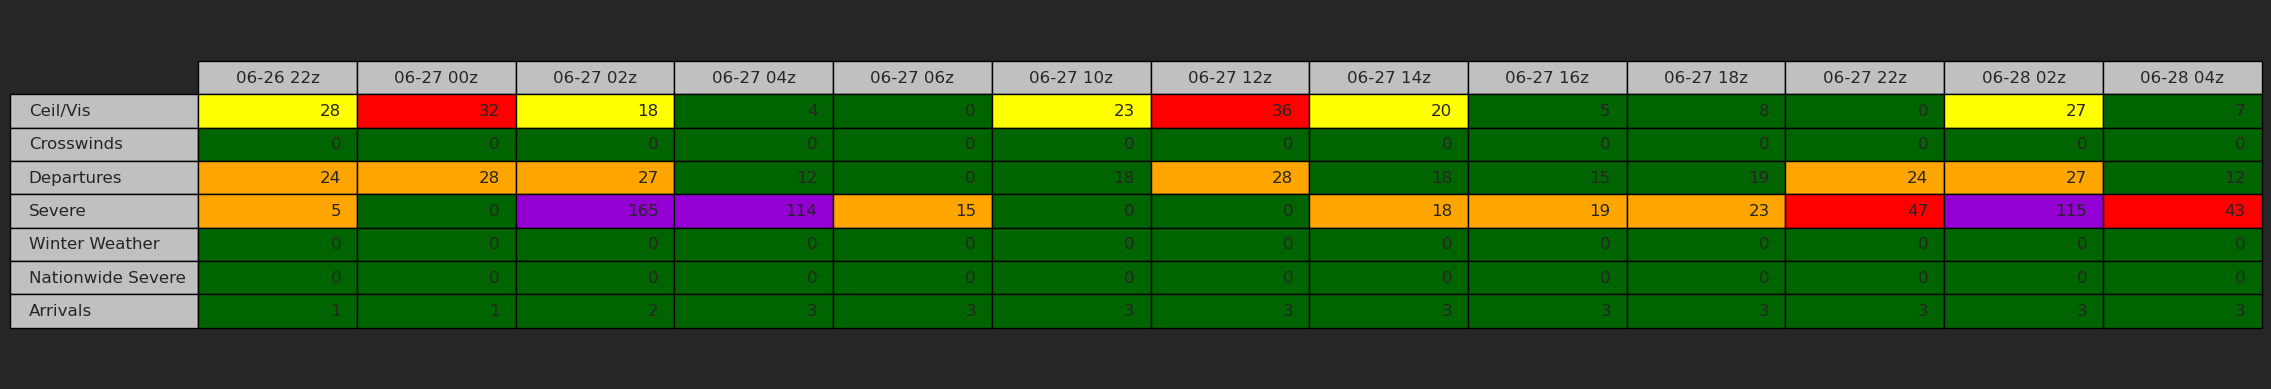 06-26 22z 06-27 00z 06-27 02z 06-27 04z 06-27 06z 06-27 10z 06-27 12z 06-27 14z 06-27 16z 06-27 18z 06-27 22z 06-28 02z 06-28 04z
Ceil/Vis 28 32 18 4 0 23 36 20 5 8 0 27 7
Crosswinds 0 0 0 0 0 0 0 0 0 0 0 0 0
Departures 24 28 27 12 0 18 28 18 15 19 24 27 12
Severe 5 0 165 114 15 0 0 18 19 23 47 115 43
Winter Weather 0 0 0 0 0 0 0 0 0 0 0 0 0
Nationwide Severe 0 0 0 0 0 0 0 0 0 0 0 0 0
Arrivals 1 1 2 3 3 3 3 3 3 3 3 3 3